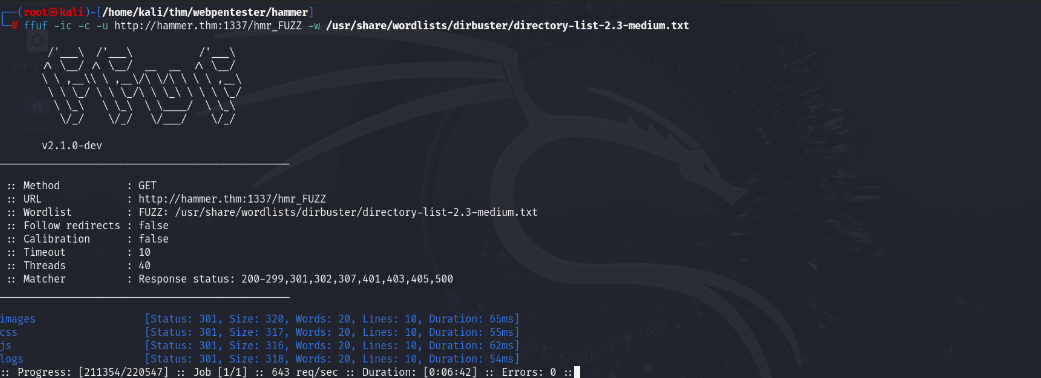 ┌──(root㉿kali)-[/home/kali/thm/webpentester/hammer]
└─# ffuf -ic -c -u http://hammer.thm:1337/hmr_FUZZ -w /usr/share/wordlists/dirbuster/directory-list-2.3-medium.txt
v2.1.0-dev
:: Method : GET
:: URL : http://hammer.thm:1337/hmr_FUZZ
:: Wordlist : FUZZ: /usr/share/wordlists/dirbuster/directory-list-2.3-medium.txt
:: Follow redirects : false
:: Calibration : false
:: Timeout : 10
:: Threads : 40
:: Matcher : Response status: 200-299,301,302,307,401,403,405,500
images [Status: 301, Size: 320, Words: 20, Lines: 10, Duration: 65ms]
css [Status: 301, Size: 317, Words: 20, Lines: 10, Duration: 55ms]
js [Status: 301, Size: 316, Words: 20, Lines: 10, Duration: 62ms]
logs [Status: 301, Size: 318, Words: 20, Lines: 10, Duration: 54ms]
:: Progress: [211354/220547] :: Job [1/1] :: 643 req/sec :: Duration: [0:06:42] :: Errors: 0 ::